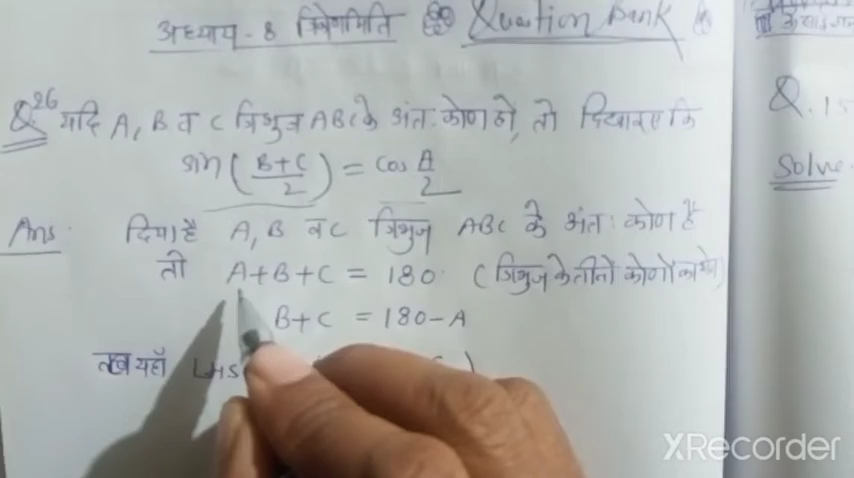 अध्याय-8 त्रिकोणमिति Quation Bank
Q.26 यदि A, B व C त्रिभुज ABC के अंतः कोण हो, तो दिखाइए कि
sin (B+C/2) = cos A/2
Ans. दिया है A, B व C त्रिभुज ABC के अंतः कोण है
तो A+B+C = 180 (त्रिभुज के तीनों कोणों का योग)
B+C = 180-A
तब यहाँ LHS
Q.15
Solve
XRecorder